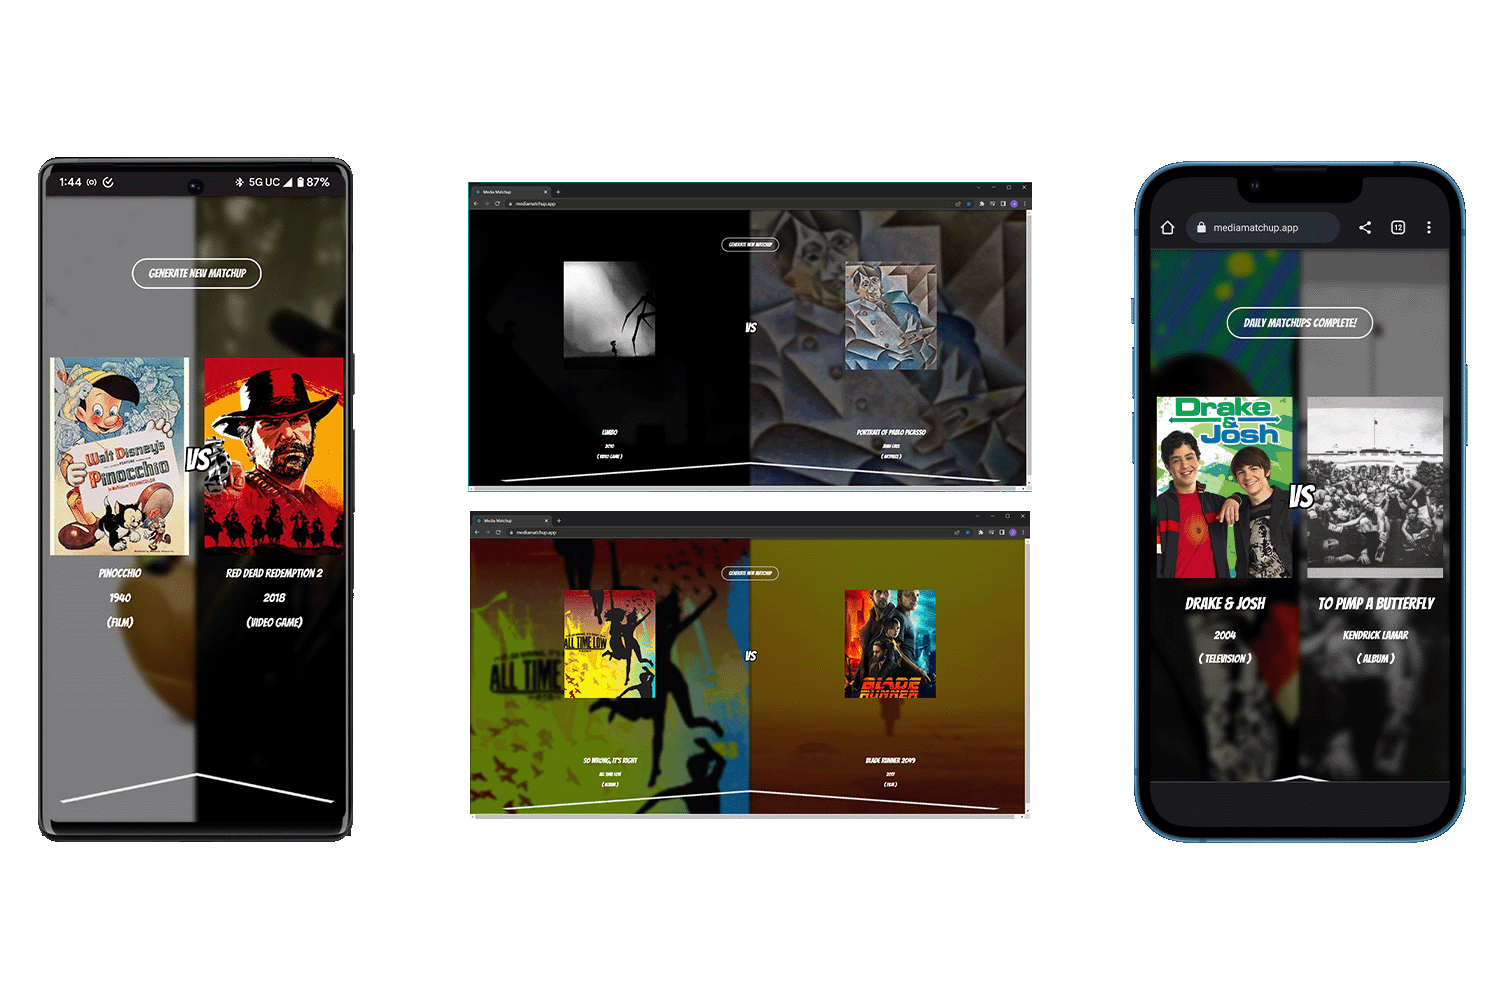 1:44
5G UC
87%
GENERATE NEW MATCHUP
Walt Disney's
Pinocchio
VS
PINOCCHIO
1940
(FILM)
RED DEAD REDEMPTION 2
2018
(VIDEO GAME)
Media Matchup
mediamatchup.app
GENERATE NEW MATCHUP
VS
LIMBO
2010
( VIDEO GAME )
PORTRAIT OF PABLO PICASSO
JUAN GRIS
( ARTPIECE )
Media Matchup
mediamatchup.app
GENERATE NEW MATCHUP
ALL TIME
ALL TIME LOW
VS
BLADE
RUNNER
SO WRONG, IT'S RIGHT
ALL TIME LOW
( ALBUM )
BLADE RUNNER 2049
2017
( FILM )
mediamatchup.app
12
DAILY MATCHUPS COMPLETE!
Drake
&
Josh
VS
DRAKE & JOSH
2004
( TELEVISION )
TO PIMP A BUTTERFLY
KENDRICK LAMAR
( ALBUM )